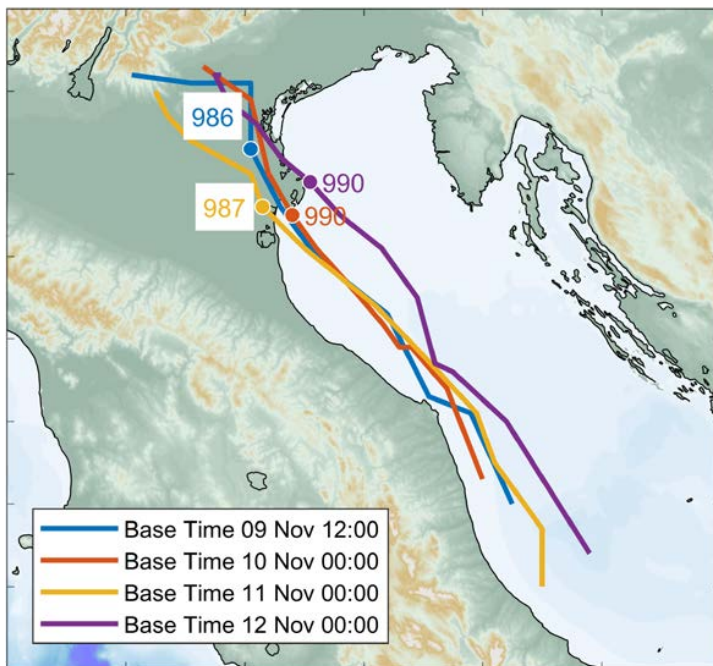 986
990
987
990
Base Time 09 Nov 12:00
Base Time 10 Nov 00:00
Base Time 11 Nov 00:00
Base Time 12 Nov 00:00